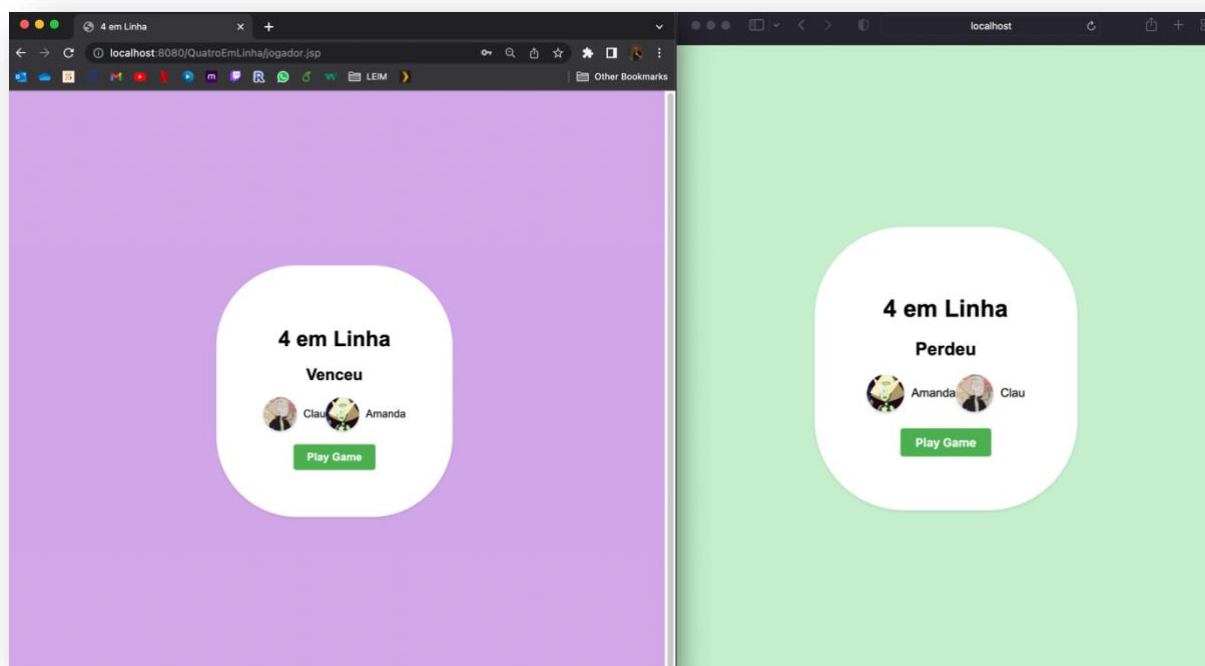 4 em Linha
localhost:8080/QuatroEmLinha/jogador.jsp
LEIM
Other Bookmarks
4 em Linha
Venceu
Clau Amanda
Play Game
localhost
4 em Linha
Perdeu
Amanda Clau
Play Game